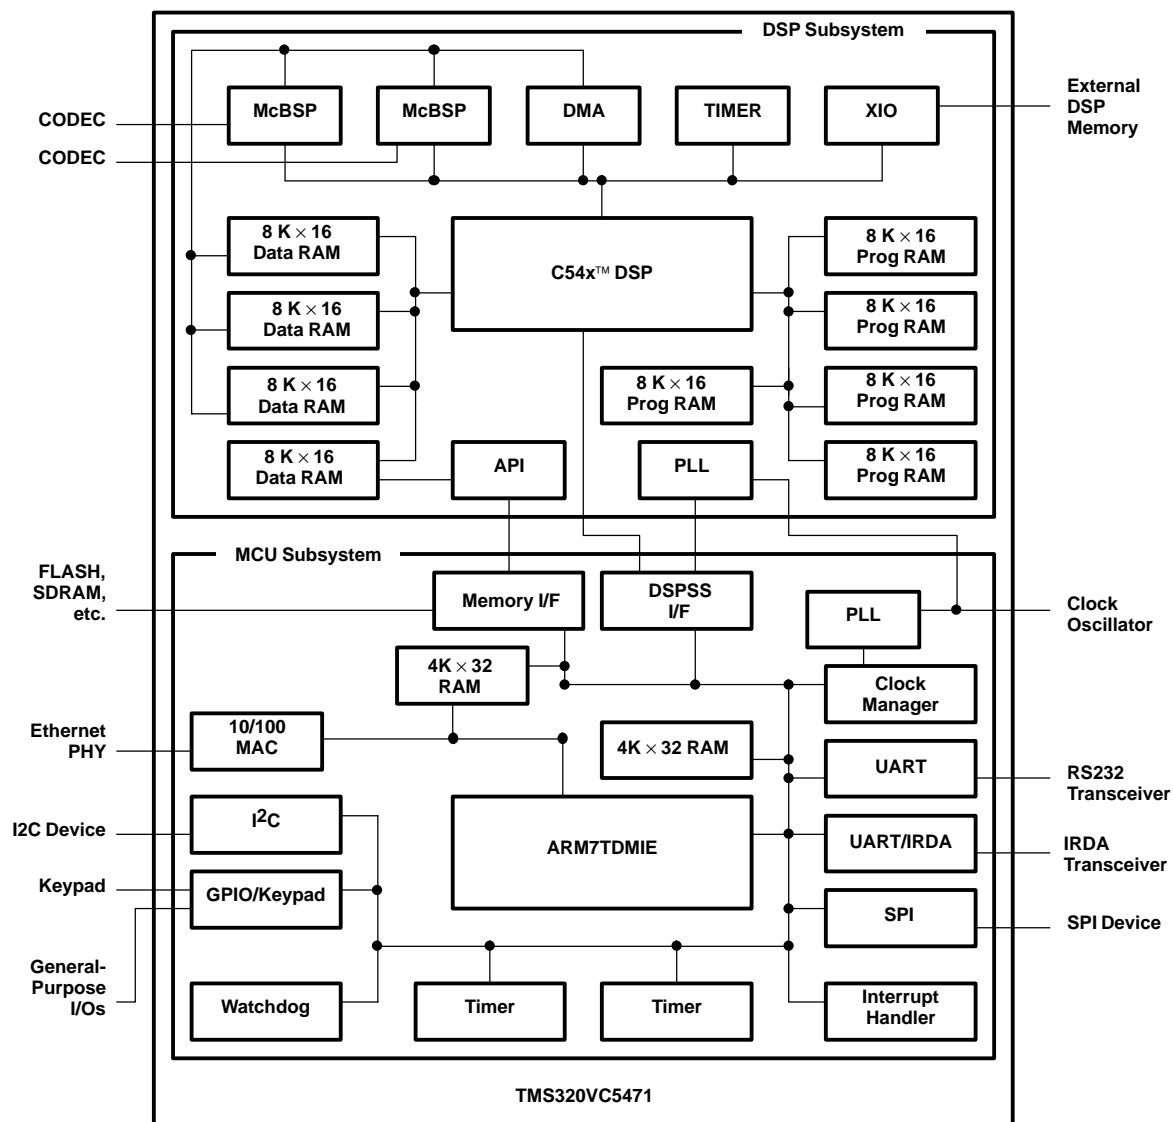 DSP Subsystem
McBSP
McBSP
DMA
TIMER
XIO
CODEC
CODEC
External
DSP
Memory
8 K × 16
Data RAM
8 K × 16
Data RAM
8 K × 16
Data RAM
8 K × 16
Data RAM
C54x™ DSP
8 K × 16
Prog RAM
8 K × 16
Prog RAM
8 K × 16
Prog RAM
8 K × 16
Prog RAM
8 K × 16
Prog RAM
API
PLL
MCU Subsystem
FLASH,
SDRAM,
etc.
Memory I/F
DSPSS
I/F
PLL
Clock
Oscillator
4K × 32
RAM
Clock
Manager
Ethernet
PHY
10/100
MAC
4K × 32 RAM
UART
RS232
Transceiver
I2C Device
I²C
ARM7TDMIE
UART/IRDA
IRDA
Transceiver
Keypad
GPIO/Keypad
SPI
SPI Device
General-
Purpose
I/Os
Watchdog
Timer
Timer
Interrupt
Handler
TMS320VC5471